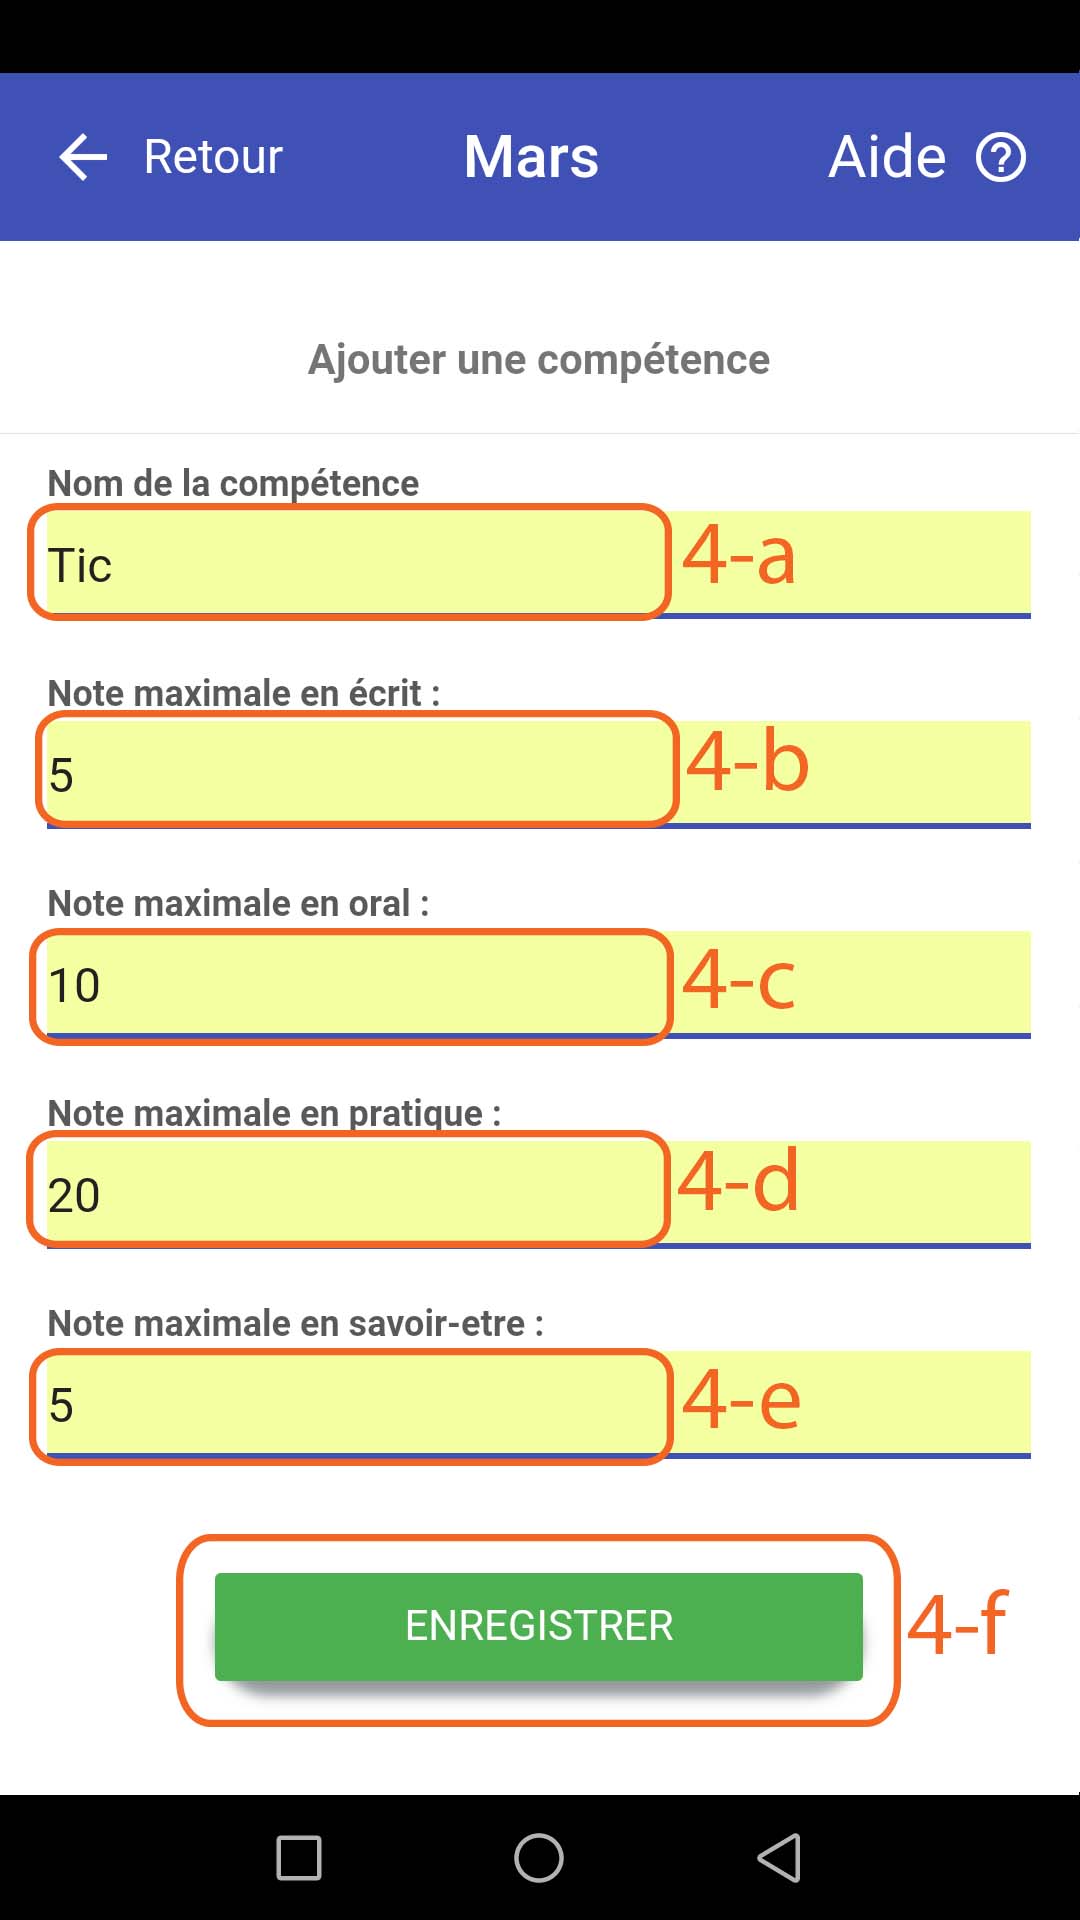 Retour Mars Aide ?
Ajouter une compétence
Nom de la compétence
Tic 4-a
Note maximale en écrit :
5 4-b
Note maximale en oral :
10 4-c
Note maximale en pratique :
20 4-d
Note maximale en savoir-etre :
5 4-e
ENREGISTRER 4-f